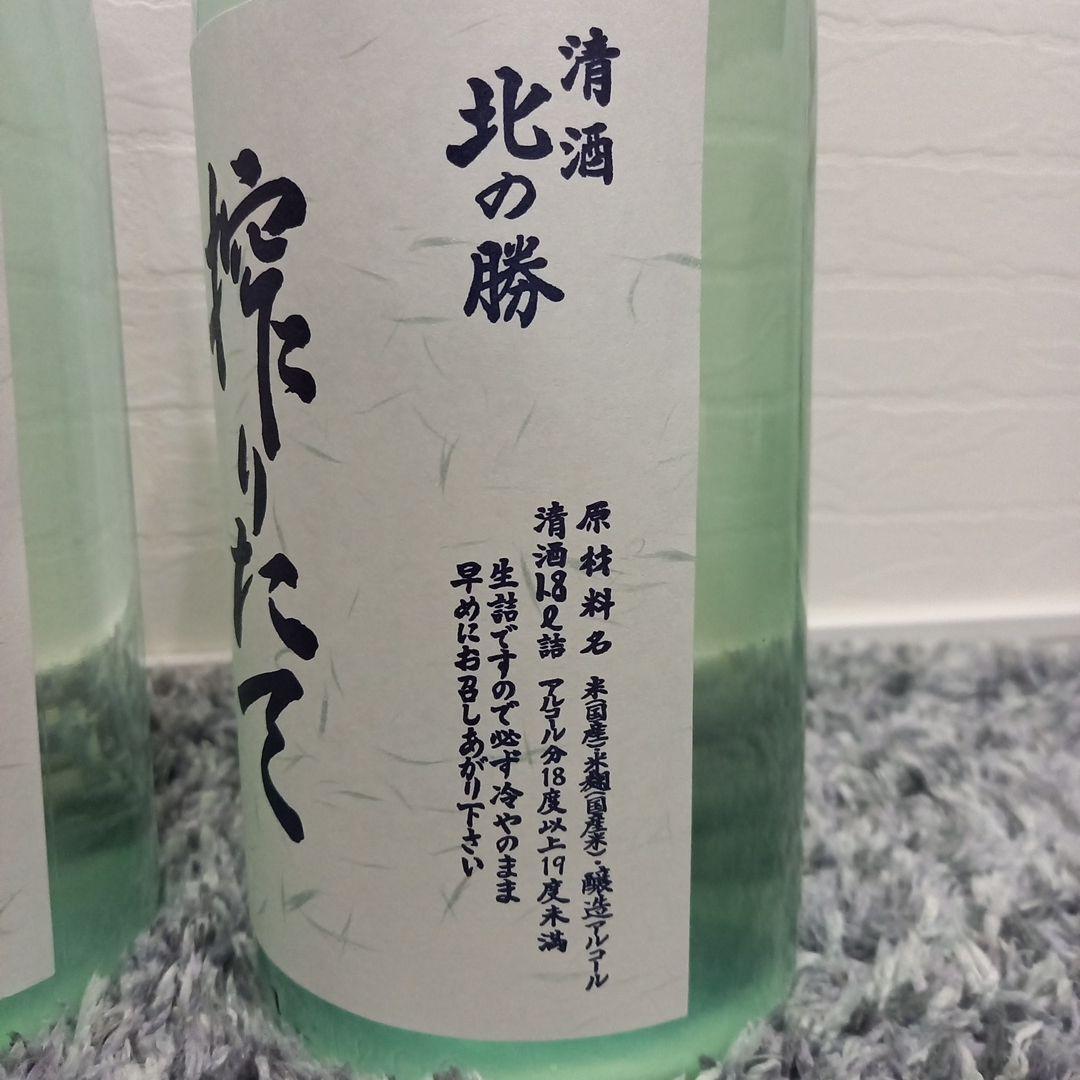 清酒
北の勝
搾りたて
原材料名 米(国産)・米麹(国産米)・醸造アルコール
清酒1.8ℓ詰 アルコール分18度以上19度未満
生詰ですので必ず冷やのまま
早めにお召しあがり下さい